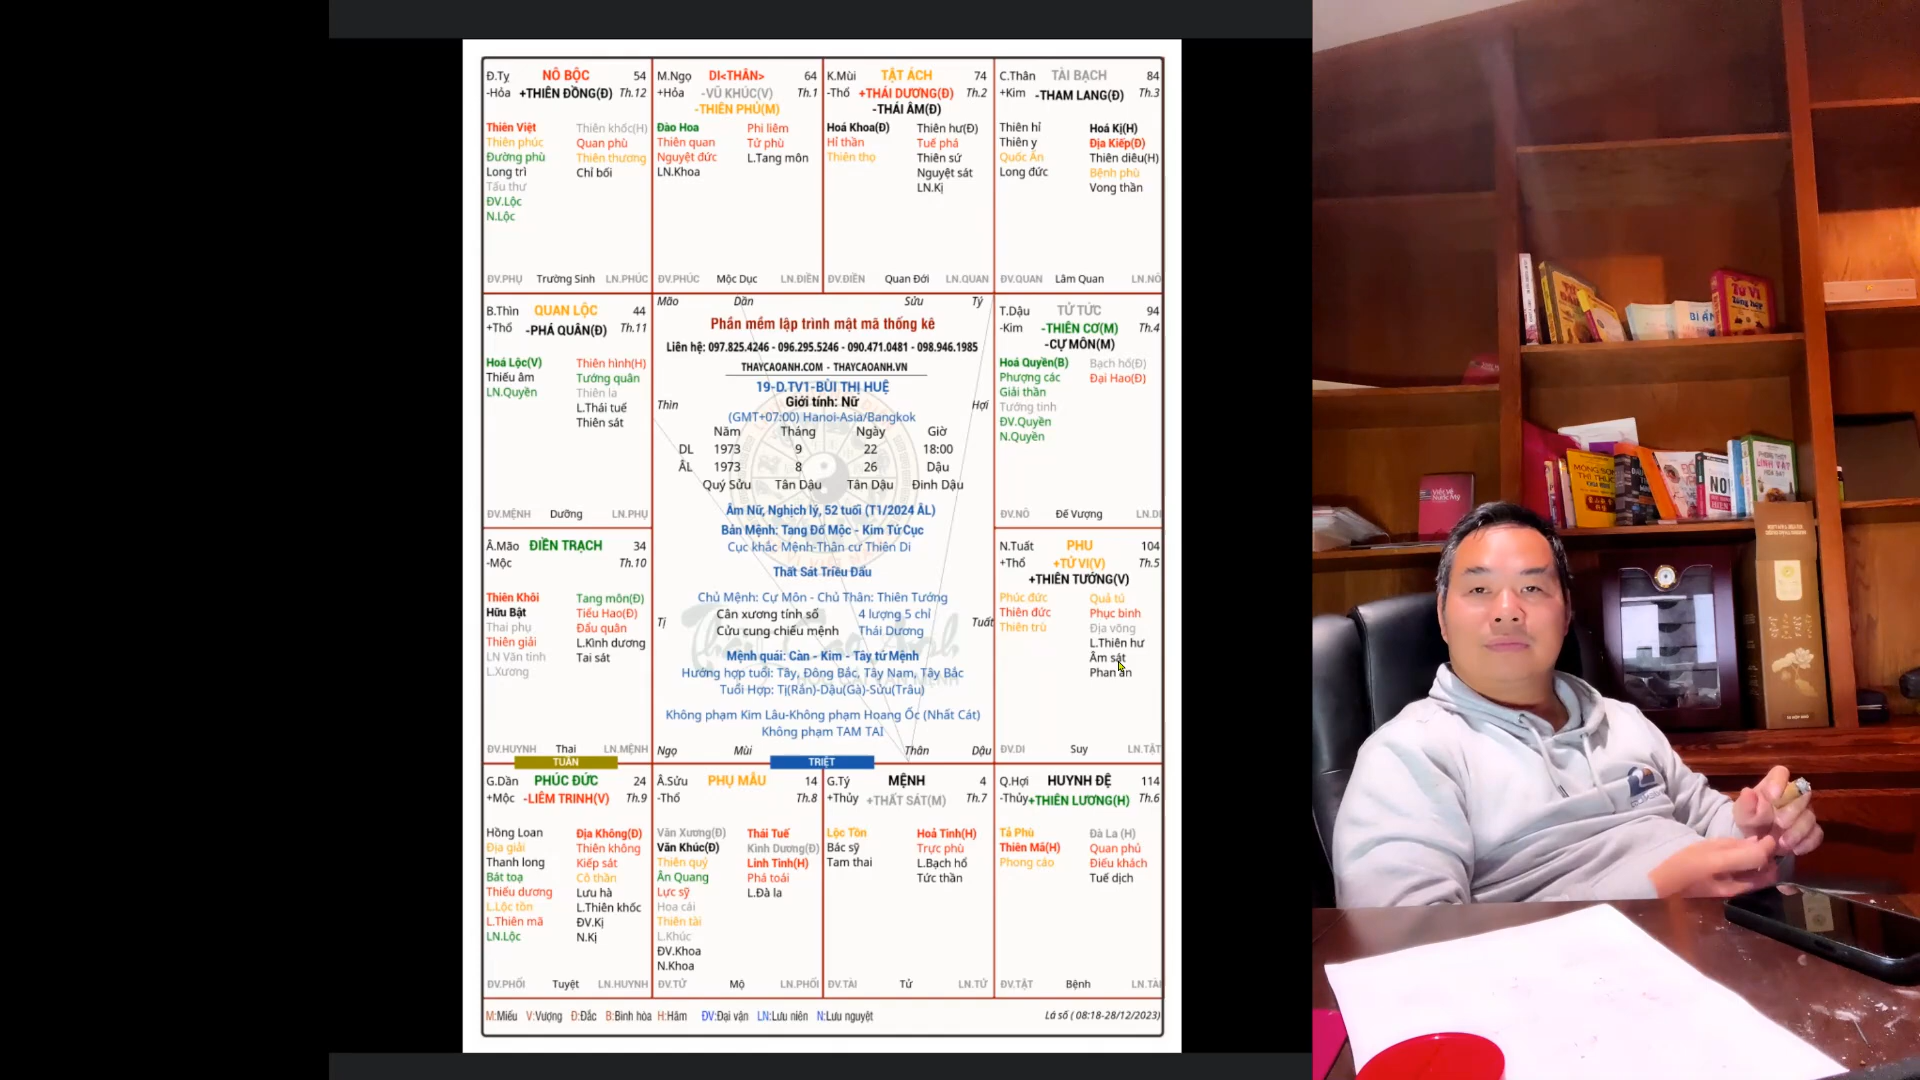 Đ.Tỵ NÔ BỘC 54
-Hỏa +THIÊN ĐỒNG(Đ) Th.12
Thiên Việt Thiên khốc(H)
Thiên phúc Quan phù
Đường phù Thiên thương
Long trì Chỉ bối
Tấu thư
ĐV.Lộc
N.Lộc
ĐV.PHỤ Trường Sinh LN.PHÚC
M.Ngọ DI<THÂN> 64
+Hỏa -VŨ KHÚC(V) Th.1
-THIÊN PHỦ(M)
Đào Hoa Phi liêm
Thiên quan Tử phù
Nguyệt đức L.Tang môn
LN.Khoa
ĐV.PHÚC Mộc Dục LN.ĐIỀN
K.Mùi TẬT ÁCH 74
-Thổ +THÁI DƯƠNG(Đ) Th.2
-THÁI ÂM(Đ)
Hoá Khoa(Đ) Thiên hư(Đ)
Hỉ thần Tuế phá
Thiên thọ Thiên sứ
Nguyệt sát
LN.Kị
ĐV.ĐIỀN Quan Đới LN.QUAN
C.Thân TÀI BẠCH 84
+Kim -THAM LANG(Đ) Th.3
Thiên hỉ Hoá Kị(H)
Thiên y Địa Kiếp(Đ)
Quốc Ấn Thiên diêu(H)
Long đức Bệnh phù
Vong thần
ĐV.QUAN Lâm Quan LN.NÔ
B.Thìn QUAN LỘC 44
+Thổ -PHÁ QUÂN(Đ) Th.11
Hoá Lộc(V) Thiên hình(H)
Thiếu âm Tướng quân
LN.Quyền Thiên la
L.Thái tuế
Thiên sát
ĐV.MỆNH Dưỡng LN.PHỤ
Mão Dần Sửu Tý
Phần mềm lập trình mật mã thống kê
Liên hệ: 097.825.4246 - 096.295.5246 - 090.471.0481 - 098.946.1985
THAYCAOANH.COM - THAYCAOANH.VN
19-D.TV1-BÙI THỊ HUỆ
Giới tính: Nữ
Thìn Hợi
(GMT+07:00) Hanoi-Asia/Bangkok
Năm Tháng Ngày Giờ
DL 1973 9 22 18:00
ÂL 1973 8 26 Dậu
Quý Sửu Tân Dậu Tân Dậu Đinh Dậu
Âm Nữ, Nghịch lý, 52 tuổi (T1/2024 ÂL)
Bản Mệnh: Tang Đố Mộc - Kim Tứ Cục
Cục khắc Mệnh-Thân cư Thiên Di
Thất Sát Triều Đẩu
Chủ Mệnh: Cự Môn - Chủ Thân: Thiên Tướng
Cân xương tính số 4 lượng 5 chỉ
Tị Tuất
Cửu cung chiếu mệnh Thái Dương
Mệnh quái: Càn - Kim - Tây tứ Mệnh
Hướng hợp tuổi: Tây, Đông Bắc, Tây Nam, Tây Bắc
Tuổi Hợp: Tị(Rắn)-Dậu(Gà)-Sửu(Trâu)
Không phạm Kim Lâu-Không phạm Hoang Ốc (Nhất Cát)
Không phạm TAM TAI
Ngọ Mùi Thân Dậu
T.Dậu TỬ TỨC 94
-Kim -THIÊN CƠ(M) Th.4
-CỰ MÔN(M)
Hoá Quyền(B) Bạch hổ(Đ)
Phượng các Đại Hao(Đ)
Giải thần
Tướng tinh
ĐV.Quyền
N.Quyền
ĐV.NÔ Đế Vượng LN.DI
Â.Mão ĐIỀN TRẠCH 34
-Mộc Th.10
Thiên Khôi Tang môn(Đ)
Hữu Bật Tiểu Hao(Đ)
Thai phụ Đẩu quân
Thiên giải L.Kình dương
LN Văn tinh Tai sát
L.Xương
ĐV.HUYNH Thai LN.MỆNH
N.Tuất PHU 104
+Thổ +TỬ VI(V) Th.5
+THIÊN TƯỚNG(V)
Phúc đức Quả tú
Thiên đức Phục binh
Thiên trù Địa võng
L.Thiên hư
Âm sát
Phan án
ĐV.DI Suy LN.TẬT
TUẦN
TRIỆT
G.Dần PHÚC ĐỨC 24
+Mộc -LIÊM TRINH(V) Th.9
Hồng Loan Địa Không(Đ)
Địa giải Thiên không
Thanh long Kiếp sát
Bát toạ Cô thần
Thiếu dương Lưu hà
L.Lộc tồn L.Thiên khốc
L.Thiên mã ĐV.Kị
LN.Lộc N.Kị
ĐV.PHỐI Tuyệt LN.HUYNH
Â.Sửu PHỤ MẪU 14
-Thổ Th.8
Văn Xương(Đ) Thái Tuế
Văn Khúc(Đ) Kình Dương(Đ)
Thiên quý Linh Tinh(H)
Ân Quang Phá toái
Lực sỹ L.Đà la
Hoa cái
Thiên tài
L.Khúc
ĐV.Khoa
N.Khoa
ĐV.TỬ Mộ LN.PHỐI
G.Tý MỆNH 4
+Thủy +THẤT SÁT(M) Th.7
Lộc Tồn Hoả Tinh(H)
Bác sỹ Trực phù
Tam thai L.Bạch hổ
Tức thần
ĐV.TÀI Tử LN.TỬ
Q.Hợi HUYNH ĐỆ 114
-Thủy +THIÊN LƯƠNG(H) Th.6
Tả Phù Đà La (H)
Thiên Mã(H) Quan phủ
Phong cáo Điếu khách
Tuế dịch
ĐV.TẬT Bệnh LN.TÀI
M:Miếu V:Vượng Đ:Đắc B:Bình hòa H:Hãm ĐV:Đại vận LN:Lưu niên N:Lưu nguyệt
Lá số ( 08:18-28/12/2023)
Tử Vi
BÍ ẨN
Viết về
Nước Mỹ
LINH VẬT